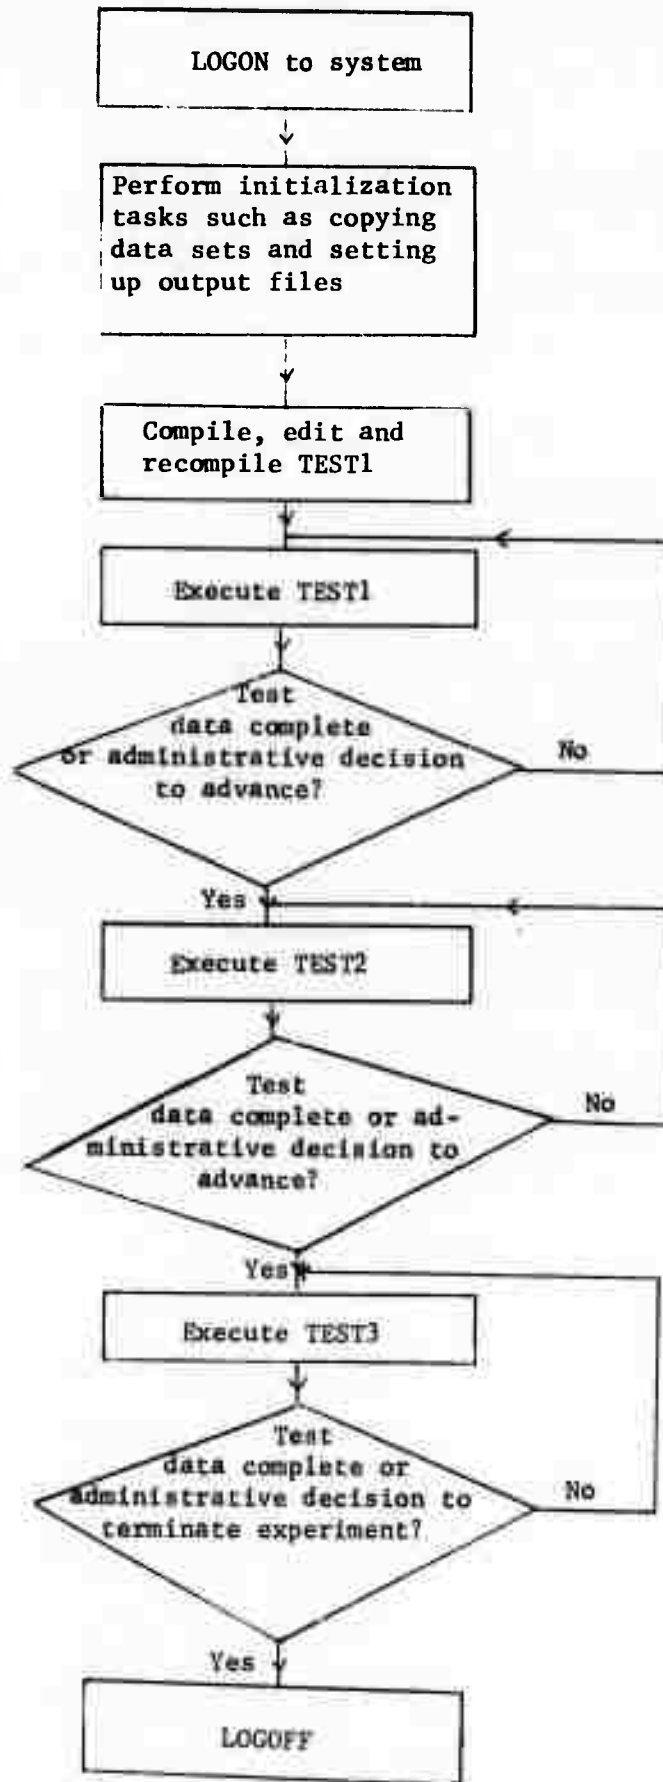 LOGON to system
Perform initialization
tasks such as copying
data sets and setting
up output files
Compile, edit and
recompile TEST1
Execute TEST1
Test
data complete
or administrative decision
to advance?
No
Yes
Execute TEST2
Test
data complete or ad-
ministrative decision to
advance?
No
Yes
Execute TEST3
Test
data complete or
administrative decision to
terminate experiment?
No
Yes
LOGOFF